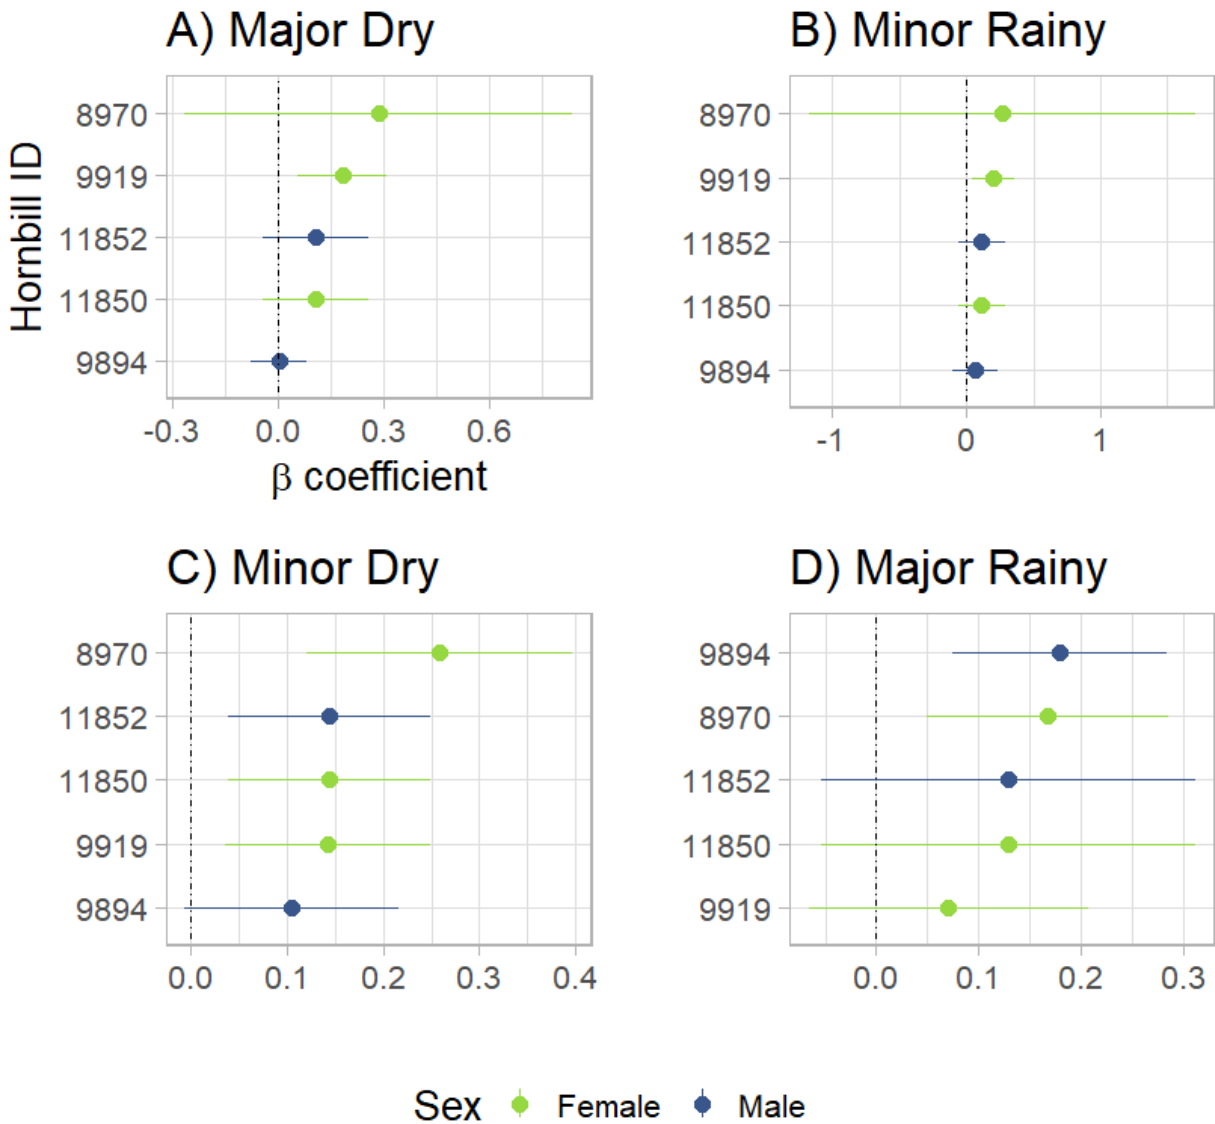 A) Major Dry
Hornbill ID
8970
9919
11852
11850
9894
-0.3 0.0 0.3 0.6
β coefficient
B) Minor Rainy
8970
9919
11852
11850
9894
-1 0 1
C) Minor Dry
8970
11852
11850
9919
9894
0.0 0.1 0.2 0.3 0.4
D) Major Rainy
9894
8970
11852
11850
9919
0.0 0.1 0.2 0.3
Sex Female Male